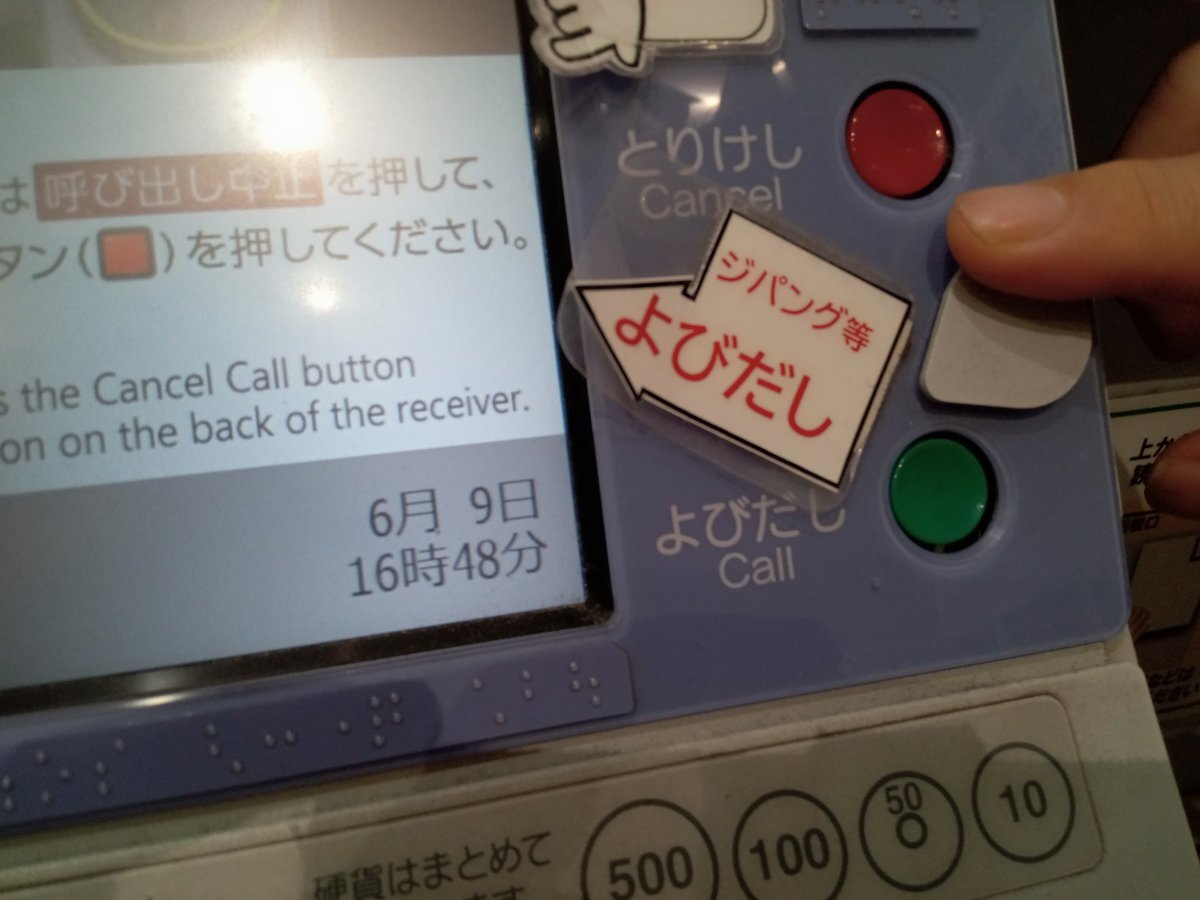 は 呼び出し中止 を押して、
タン( )を押してください。
s the Cancel Call button
on on the back of the receiver.
6月 9日
16時48分
とりけし
Cancel
ジパング等
よびだし
よびだし
Call
硬貨はまとめて
500
100
50
10